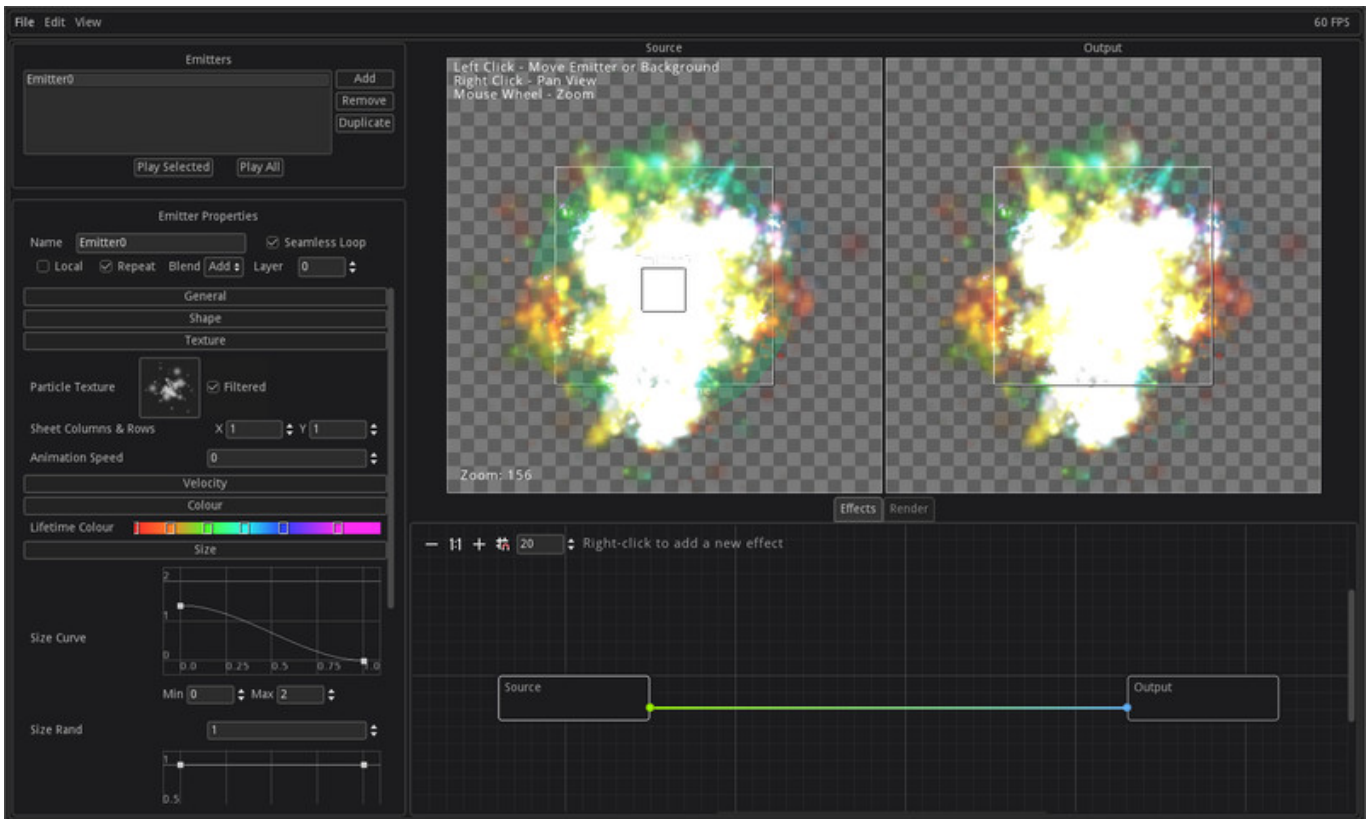 File Edit View 60 FPS
Emitters
Emitter0
Add
Remove
Duplicate
Play Selected Play All
Emitter Properties
Name Emitter0 Seamless Loop
Local Repeat Blend Add Layer 0
General
Shape
Texture
Particle Texture Filtered
Sheet Columns & Rows X 1 Y 1
Animation Speed 0
Velocity
Colour
Lifetime Colour
Size
2
1
Size Curve
0
0.0 0.25 0.5 0.75 1.0
Min 0 Max 2
Size Rand 1
1
0.5
Source Output
Left Click - Move Emitter or Background
Right Click - Pan View
Mouse Wheel - Zoom
Zoom: 156
Effects Render
1:1 20 Right-click to add a new effect
Source Output